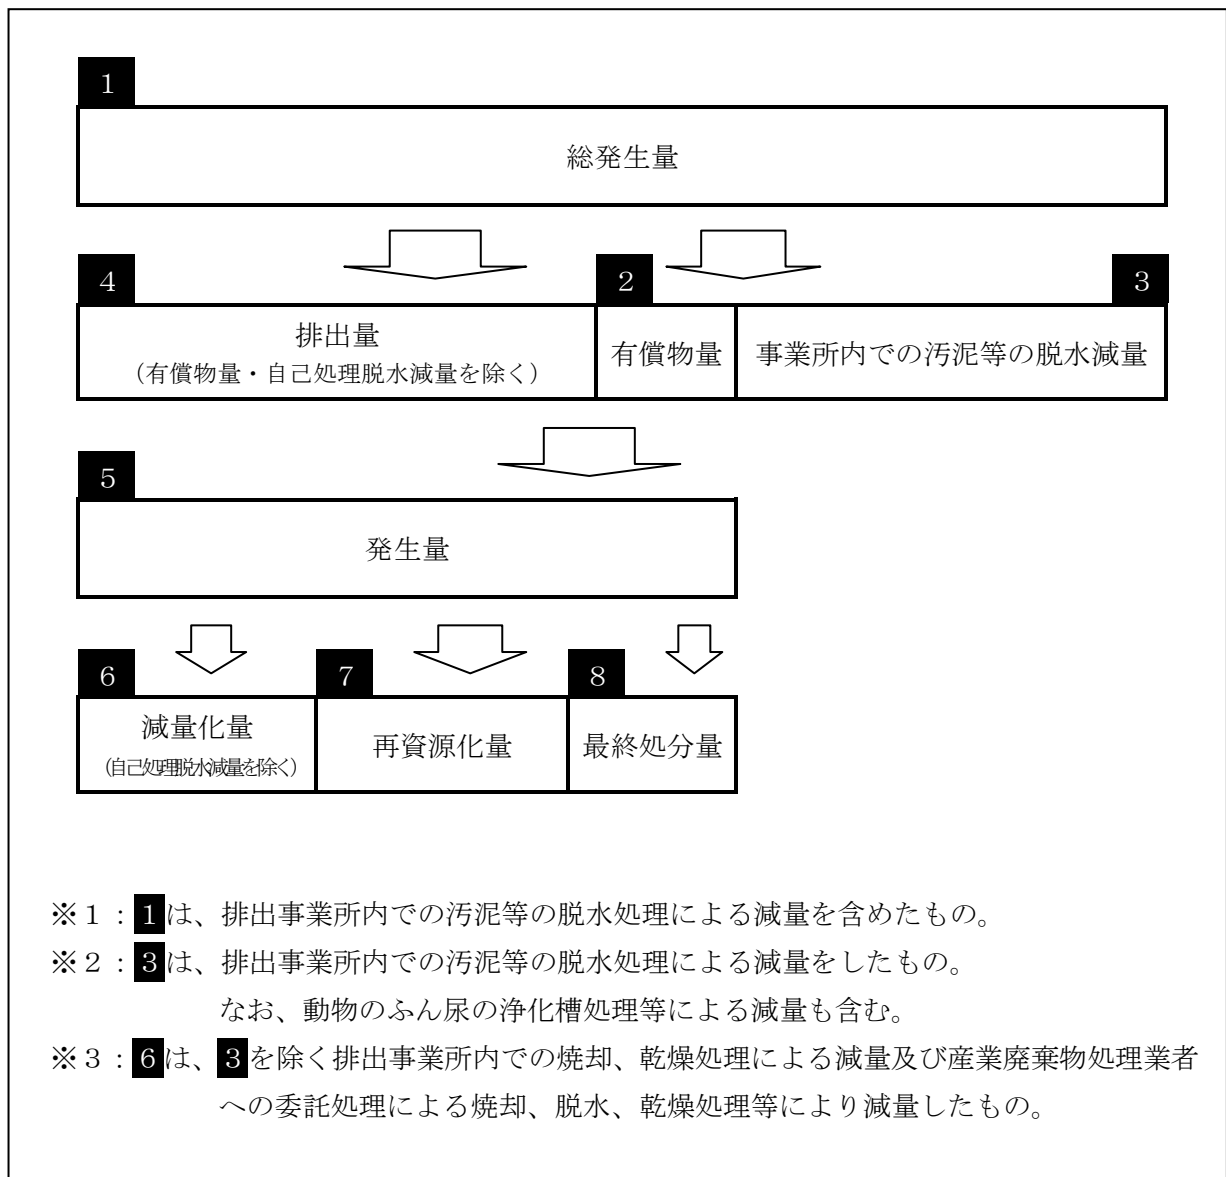 １
総発生量
４
２
３
排出量
（有償物量・自己処理脱水減量を除く）
有償物量
事業所内での汚泥等の脱水減量
５
発生量
６
７
８
減量化量
（自己処理脱水減量を除く）
再資源化量
最終処分量
※１：１は、排出事業所内での汚泥等の脱水処理による減量を含めたもの。
※２：３は、排出事業所内での汚泥等の脱水処理による減量をしたもの。
なお、動物のふん尿の浄化槽処理等による減量も含む。
※３：６は、３を除く排出事業所内での焼却、乾燥処理による減量及び産業廃棄物処理業者
への委託処理による焼却、脱水、乾燥処理等により減量したもの。